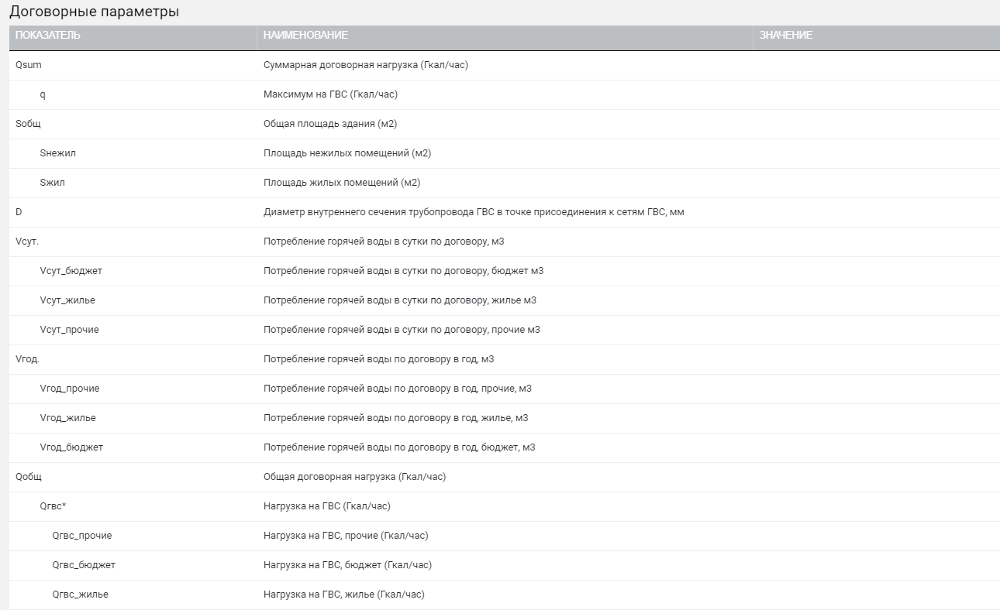 Договорные параметры
ПОКАЗАТЕЛЬ НАИМЕНОВАНИЕ ЗНАЧЕНИЕ
Qsum Суммарная договорная нагрузка (Гкал/час)
q Максимум на ГВС (Гкал/час)
Sобщ Общая площадь здания (м2)
Sнежил Площадь нежилых помещений (м2)
Sжил Площадь жилых помещений (м2)
D Диаметр внутреннего сечения трубопровода ГВС в точке присоединения к сетям ГВС, мм
Vсут. Потребление горячей воды в сутки по договору, м3
Vсут_бюджет Потребление горячей воды в сутки по договору, бюджет м3
Vсут_жилье Потребление горячей воды в сутки по договору, жилье м3
Vсут_прочие Потребление горячей воды в сутки по договору, прочие м3
Vгод. Потребление горячей воды по договору в год, м3
Vгод_прочие Потребление горячей воды по договору в год, прочие, м3
Vгод_жилье Потребление горячей воды по договору в год, жилье, м3
Vгод_бюджет Потребление горячей воды по договору в год, бюджет, м3
Qобщ Общая договорная нагрузка (Гкал/час)
Qгвс* Нагрузка на ГВС (Гкал/час)
Qгвс_прочие Нагрузка на ГВС, прочие (Гкал/час)
Qгвс_бюджет Нагрузка на ГВС, бюджет (Гкал/час)
Qгвс_жилье Нагрузка на ГВС, жилье (Гкал/час)